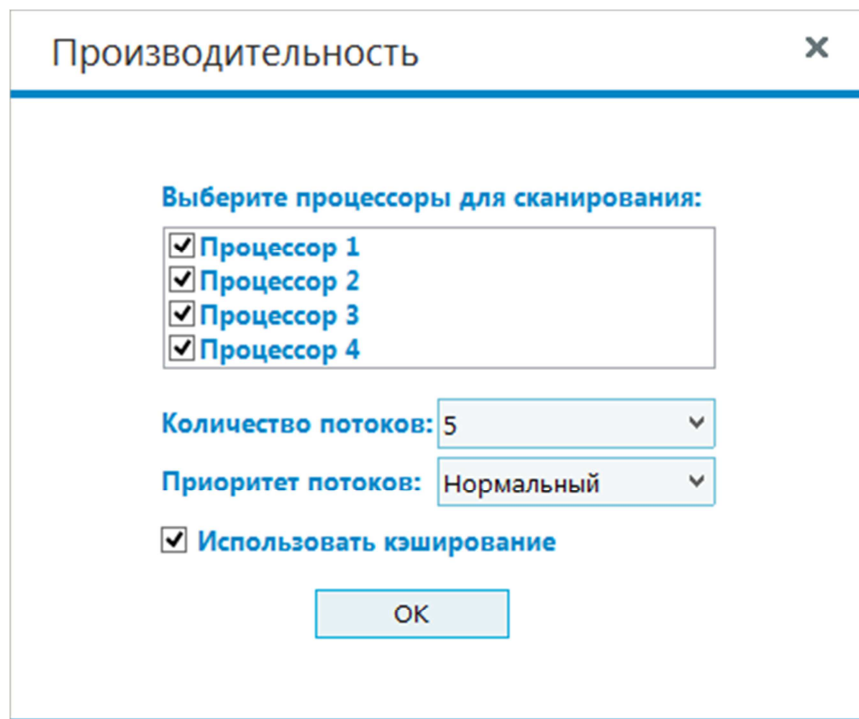 Производительность
Выберите процессоры для сканирования:
Процессор 1
Процессор 2
Процессор 3
Процессор 4
Количество потоков: 5
Приоритет потоков: Нормальный
Использовать кэширование
ОК